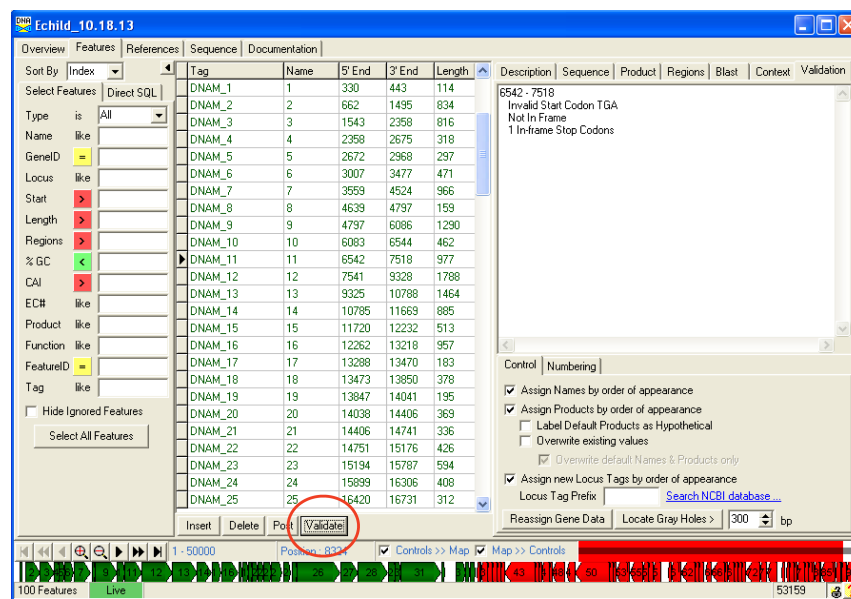 DNA Echild_10.18.13
Overview Features References Sequence Documentation
Sort By Index
Select Features Direct SQL
Type is All
Name like
GeneID =
Locus like
Start >
Length >
Regions >
% GC <
CAI >
EC# like
Product like
Function like
FeatureID =
Tag like
Hide Ignored Features
Select All Features
Tag Name 5' End 3' End Length
DNAM_1 1 330 443 114
DNAM_2 2 662 1495 834
DNAM_3 3 1543 2358 816
DNAM_4 4 2358 2675 318
DNAM_5 5 2672 2968 297
DNAM_6 6 3007 3477 471
DNAM_7 7 3559 4524 966
DNAM_8 8 4639 4797 159
DNAM_9 9 4797 6086 1290
DNAM_10 10 6083 6544 462
DNAM_11 11 6542 7518 977
DNAM_12 12 7541 9328 1788
DNAM_13 13 9325 10788 1464
DNAM_14 14 10785 11669 885
DNAM_15 15 11720 12232 513
DNAM_16 16 12262 13218 957
DNAM_17 17 13288 13470 183
DNAM_18 18 13473 13850 378
DNAM_19 19 13847 14041 195
DNAM_20 20 14038 14406 369
DNAM_21 21 14406 14741 336
DNAM_22 22 14751 15176 426
DNAM_23 23 15194 15787 594
DNAM_24 24 15899 16306 408
DNAM_25 25 16420 16731 312
Insert Delete Post Validate
Description Sequence Product Regions Blast Context Validation
6542 - 7518
Invalid Start Codon TGA
Not In Frame
1 In-frame Stop Codons
Control Numbering
Assign Names by order of appearance
Assign Products by order of appearance
Label Default Products as Hypothetical
Overwrite existing values
Overwrite default Names & Products only
Assign new Locus Tags by order of appearance
Locus Tag Prefix Search NCBI database ...
Reassign Gene Data Locate Gray Holes > 300 bp
1 - 50000 Position : 8324 Controls >> Map Map >> Controls
9 12 26 28 31 43 50
100 Features Live 53159